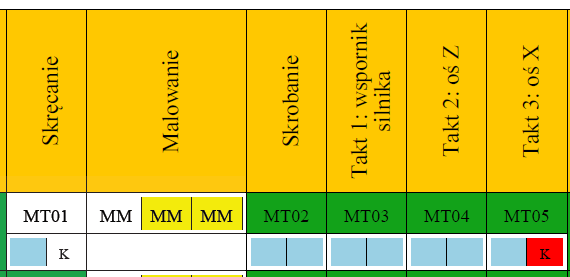 Skręcanie
Malowanie
Skrobanie
Takt 1: wspornik
silnika
Takt 2: oś Z
Takt 3: oś X
MT01 MM MM MM MT02 MT03 MT04 MT05
K K